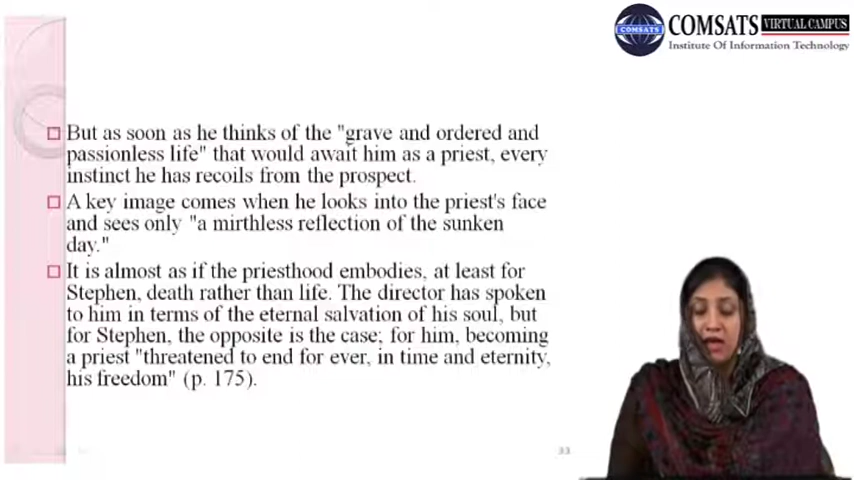 COMSATS
COMSATS VIRTUAL CAMPUS
Institute Of Information Technology
But as soon as he thinks of the "grave and ordered and
passionless life" that would await him as a priest, every
instinct he has recoils from the prospect.
A key image comes when he looks into the priest's face
and sees only "a mirthless reflection of the sunken
day."
It is almost as if the priesthood embodies, at least for
Stephen, death rather than life. The director has spoken
to him in terms of the eternal salvation of his soul, but
for Stephen, the opposite is the case; for him, becoming
a priest "threatened to end for ever, in time and eternity,
his freedom" (p. 175).
33